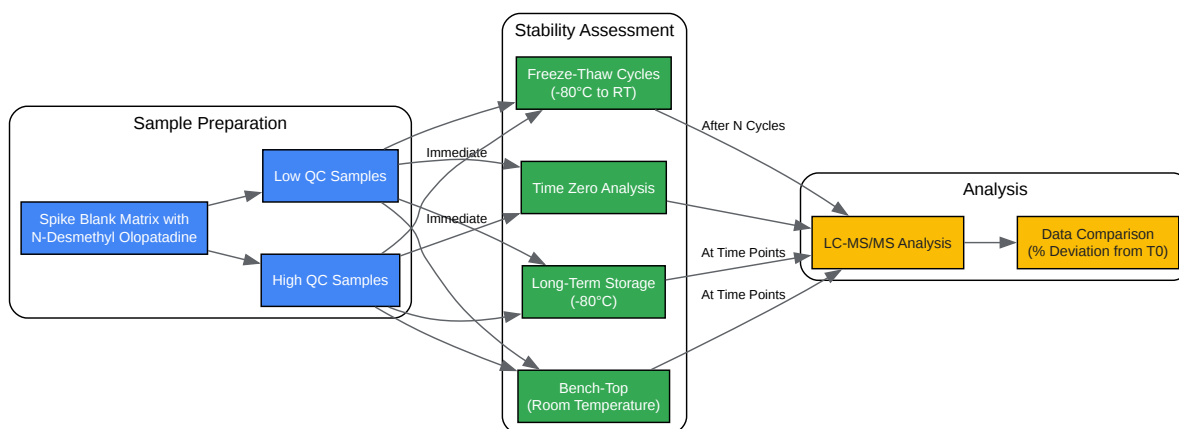 Sample Preparation
Spike Blank Matrix with
N-Desmethyl Olopatadine
Low QC Samples
High QC Samples
Immediate
Immediate
Stability Assessment
Freeze-Thaw Cycles
(-80°C to RT)
Time Zero Analysis
Long-Term Storage
(-80°C)
Bench-Top
(Room Temperature)
After N Cycles
At Time Points
At Time Points
Analysis
LC-MS/MS Analysis
Data Comparison
(% Deviation from T0)